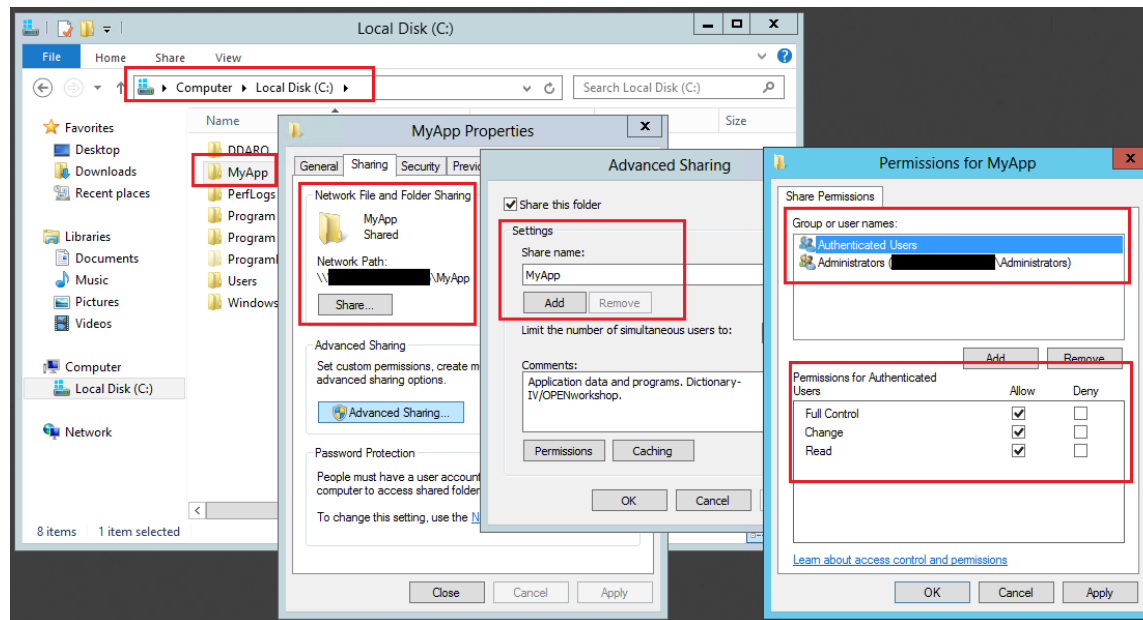 Local Disk (C:)
File Home Share View
Computer Local Disk (C:)
Search Local Disk (C:)
Favorites
Desktop
Downloads
Recent places
Libraries
Documents
Music
Pictures
Videos
Computer
Local Disk (C:)
Network
8 items 1 item selected
Name
Size
DDARO
MyApp
PerfLogs
Program
Program
Users
Windows
MyApp Properties
General Sharing Security
Network File and Folder Sharing
MyApp
Shared
Network Path:
\\ \MyApp
Share...
Advanced Sharing
Set custom permissions, create
advanced sharing options.
Advanced Sharing...
Password Protection
People must have a user account
computer to access shared folder
To change this setting, use the
Close Cancel Apply
Advanced Sharing
Share this folder
Settings
Share name:
MyApp
Add Remove
Limit the number of simultaneous users to:
Comments:
Application data and programs. Dictionary-
IV/OPENworkshop.
Permissions Caching
OK Cancel
Permissions for MyApp
Share Permissions
Group or user names:
Authenticated Users
Administrators ( \Administrators)
Add... Remove
Permissions for Authenticated
Users Allow Deny
Full Control
Change
Read
Learn about access control and permissions
OK Cancel Apply